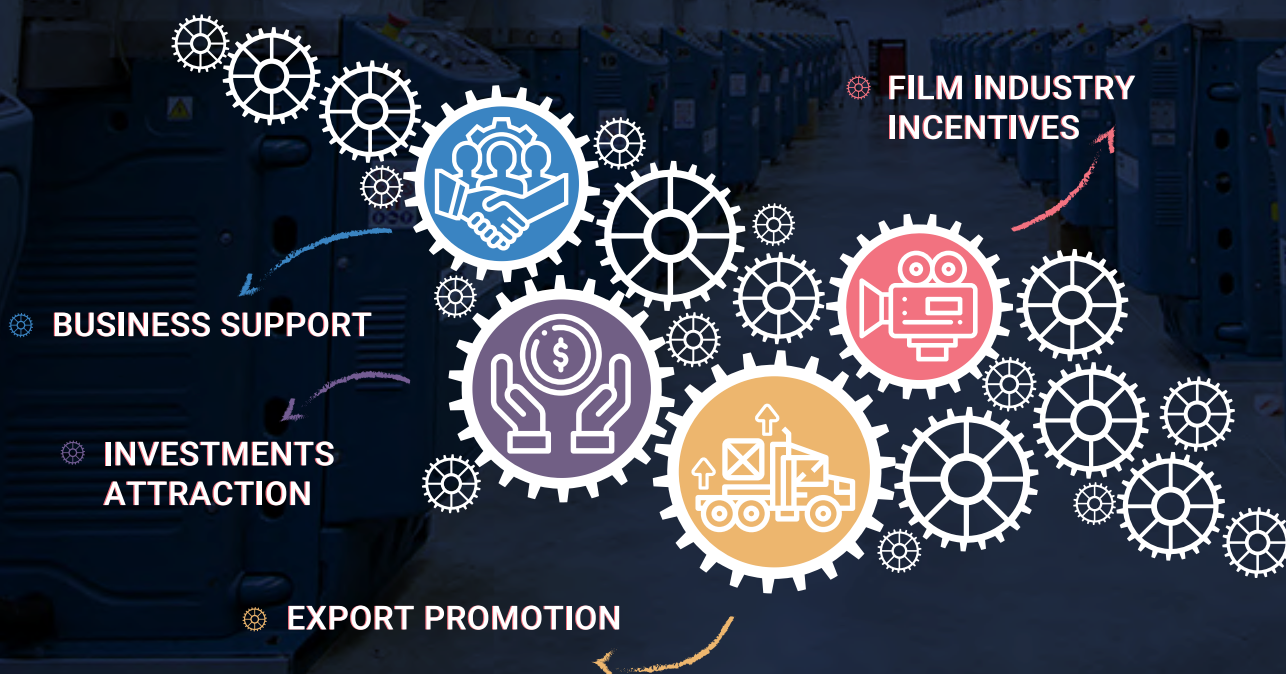 FILM INDUSTRY
INCENTIVES
BUSINESS SUPPORT
$
INVESTMENTS
ATTRACTION
EXPORT PROMOTION